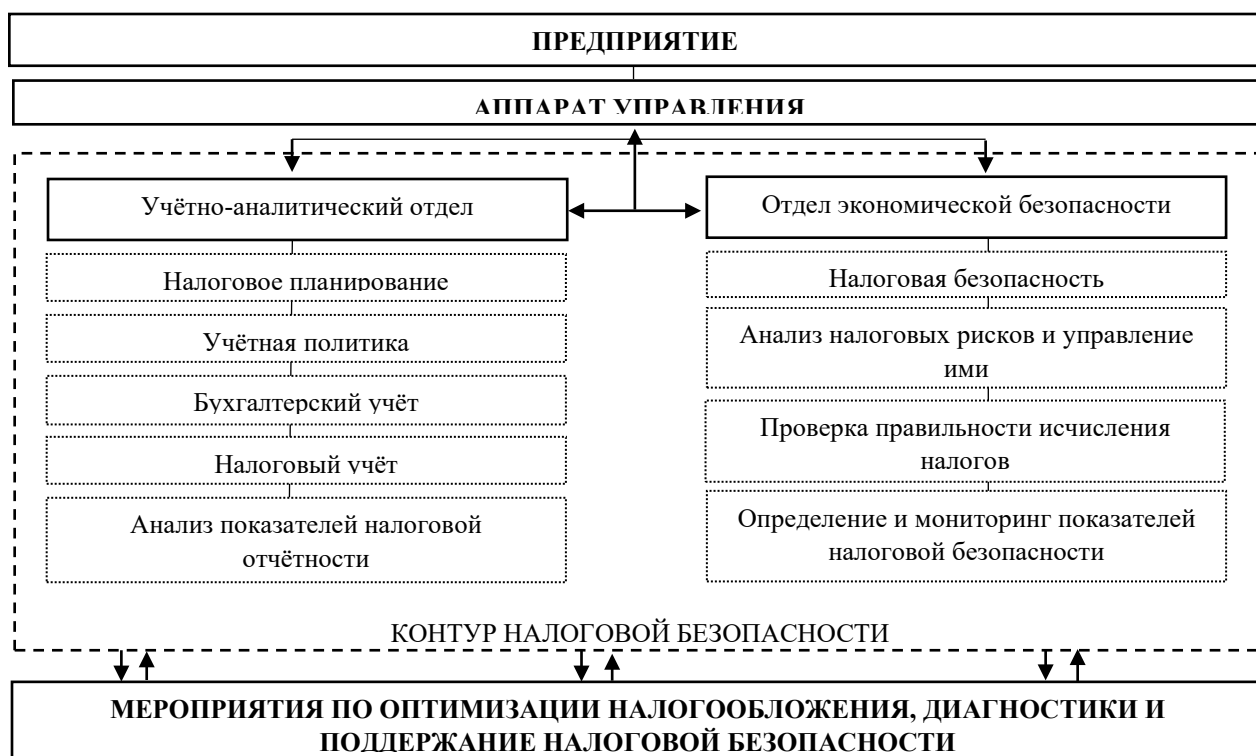 ПРЕДПРИЯТИЕ
АППАРАТ УПРАВЛЕНИЯ
Учётно-аналитический отдел
Налоговое планирование
Учётная политика
Бухгалтерский учёт
Налоговый учёт
Анализ показателей налоговой
отчётности
Отдел экономической безопасности
Налоговая безопасность
Анализ налоговых рисков и управление
ими
Проверка правильности исчисления
налогов
Определение и мониторинг показателей
налоговой безопасности
КОНТУР НАЛОГОВОЙ БЕЗОПАСНОСТИ
МЕРОПРИЯТИЯ ПО ОПТИМИЗАЦИИ НАЛОГООБЛОЖЕНИЯ, ДИАГНОСТИКИ И
ПОДДЕРЖАНИЕ НАЛОГОВОЙ БЕЗОПАСНОСТИ